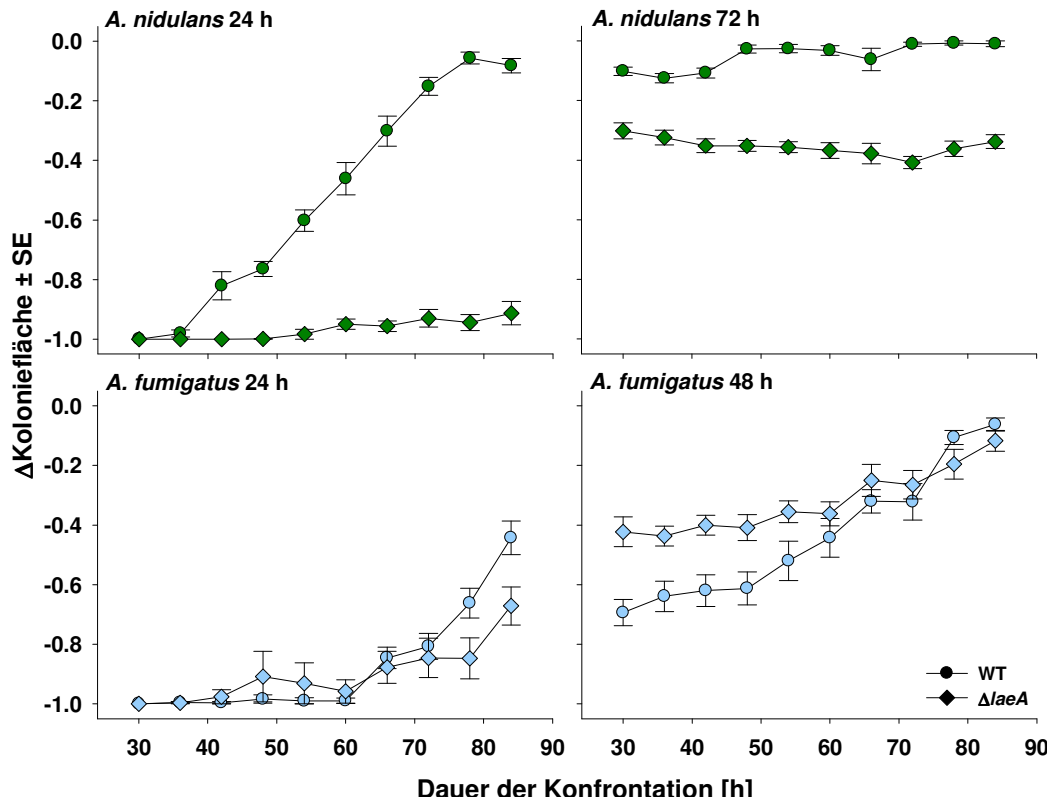 A. nidulans 24 h
A. nidulans 72 h
0.0
-0.2
-0.4
-0.6
-0.8
-1.0
A. fumigatus 24 h
A. fumigatus 48 h
0.0
-0.2
-0.4
-0.6
-0.8
-1.0
ΔKoloniefläche ± SE
WT
ΔlaeA
30 40 50 60 70 80 90
30 40 50 60 70 80 90
Dauer der Konfrontation [h]